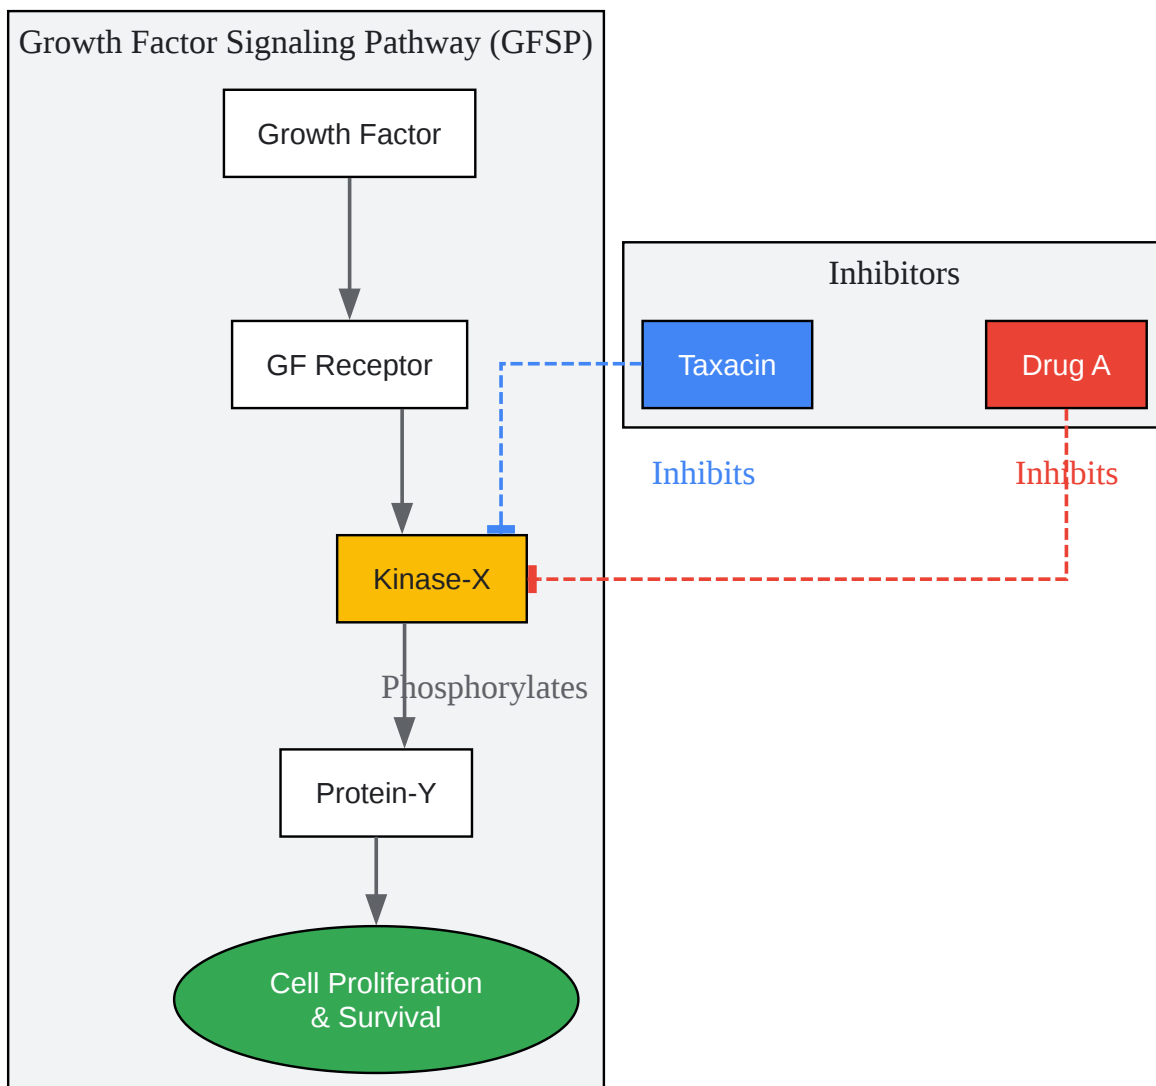 Growth Factor Signaling Pathway (GFSP)
Growth Factor
Inhibitors
GF Receptor
Taxacin
Drug A
Inhibits
Inhibits
Kinase-X
Phosphorylates
Protein-Y
Cell Proliferation
& Survival